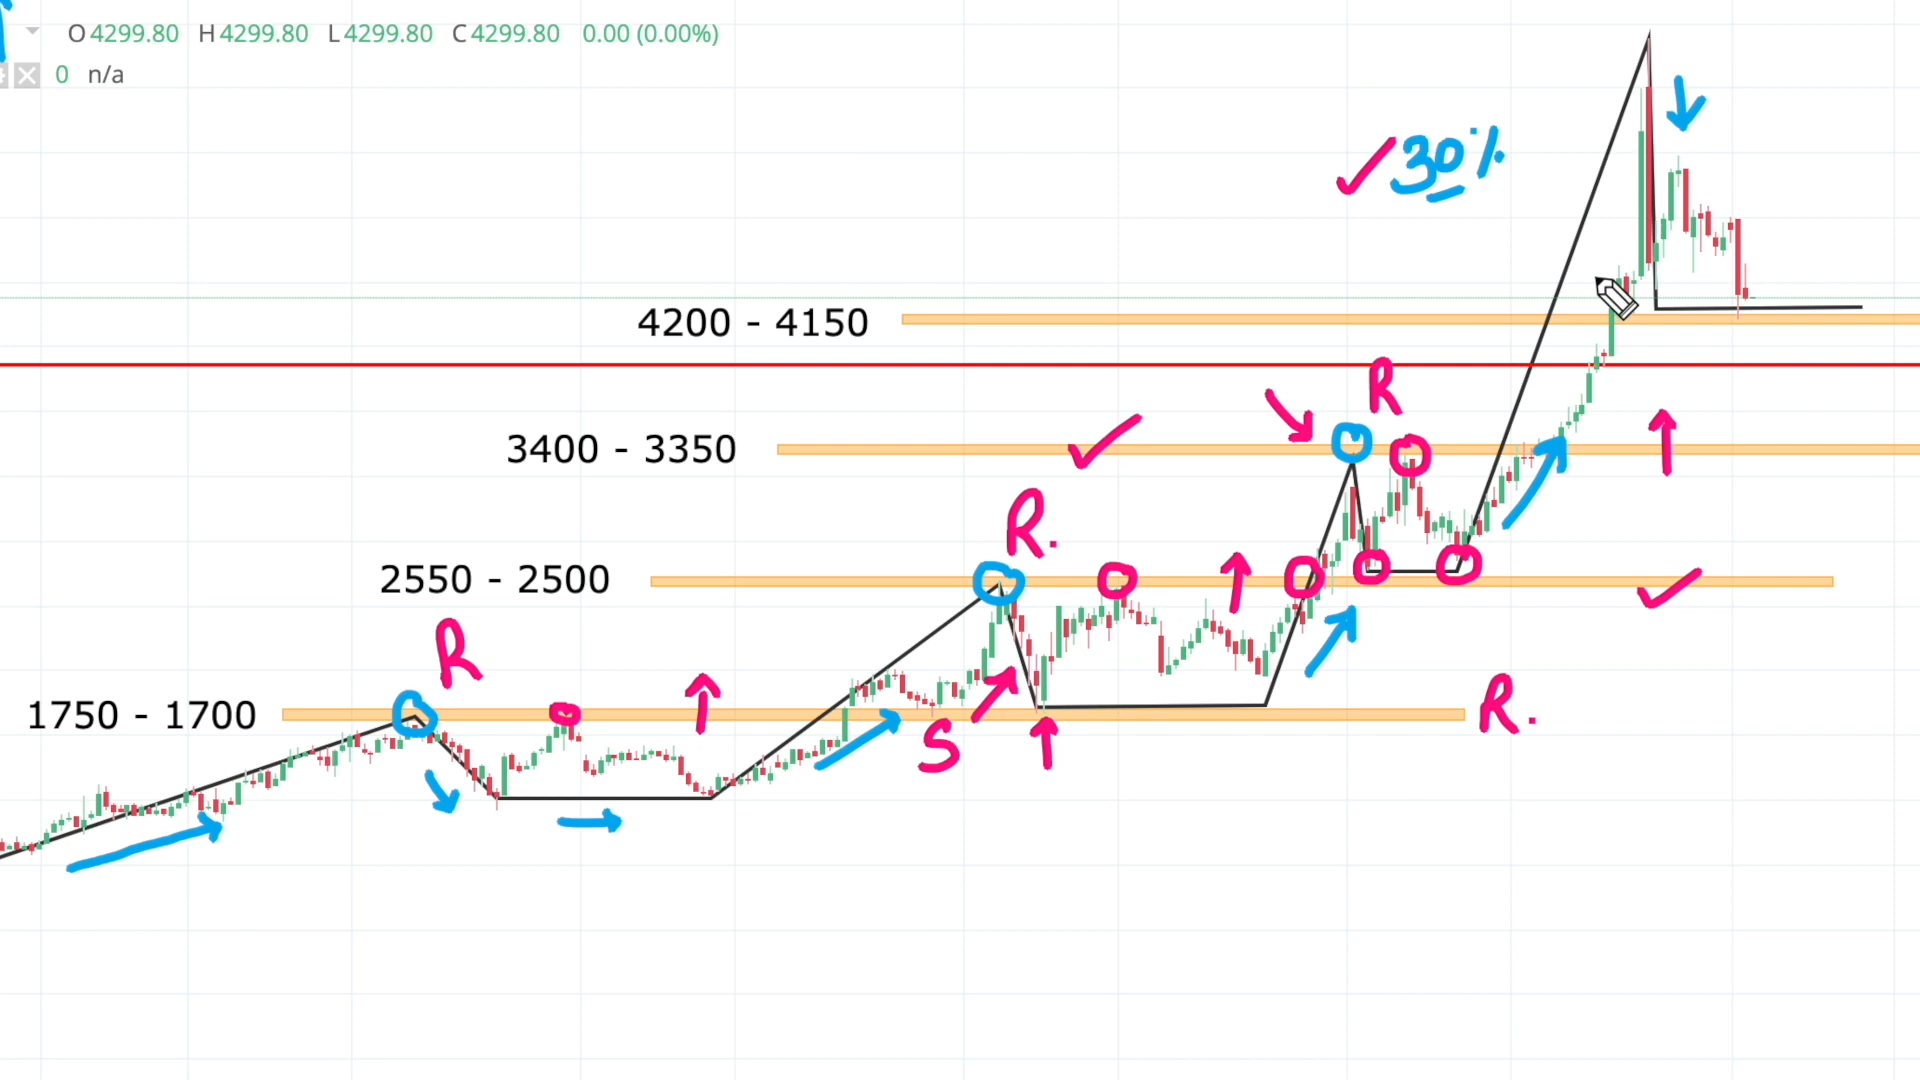 O4299.80 H4299.80 L4299.80 C4299.80 0.00 (0.00%)
0 n/a
30%
4200 - 4150
R
3400 - 3350
R.
2550 - 2500
R
R.
1750 - 1700
S